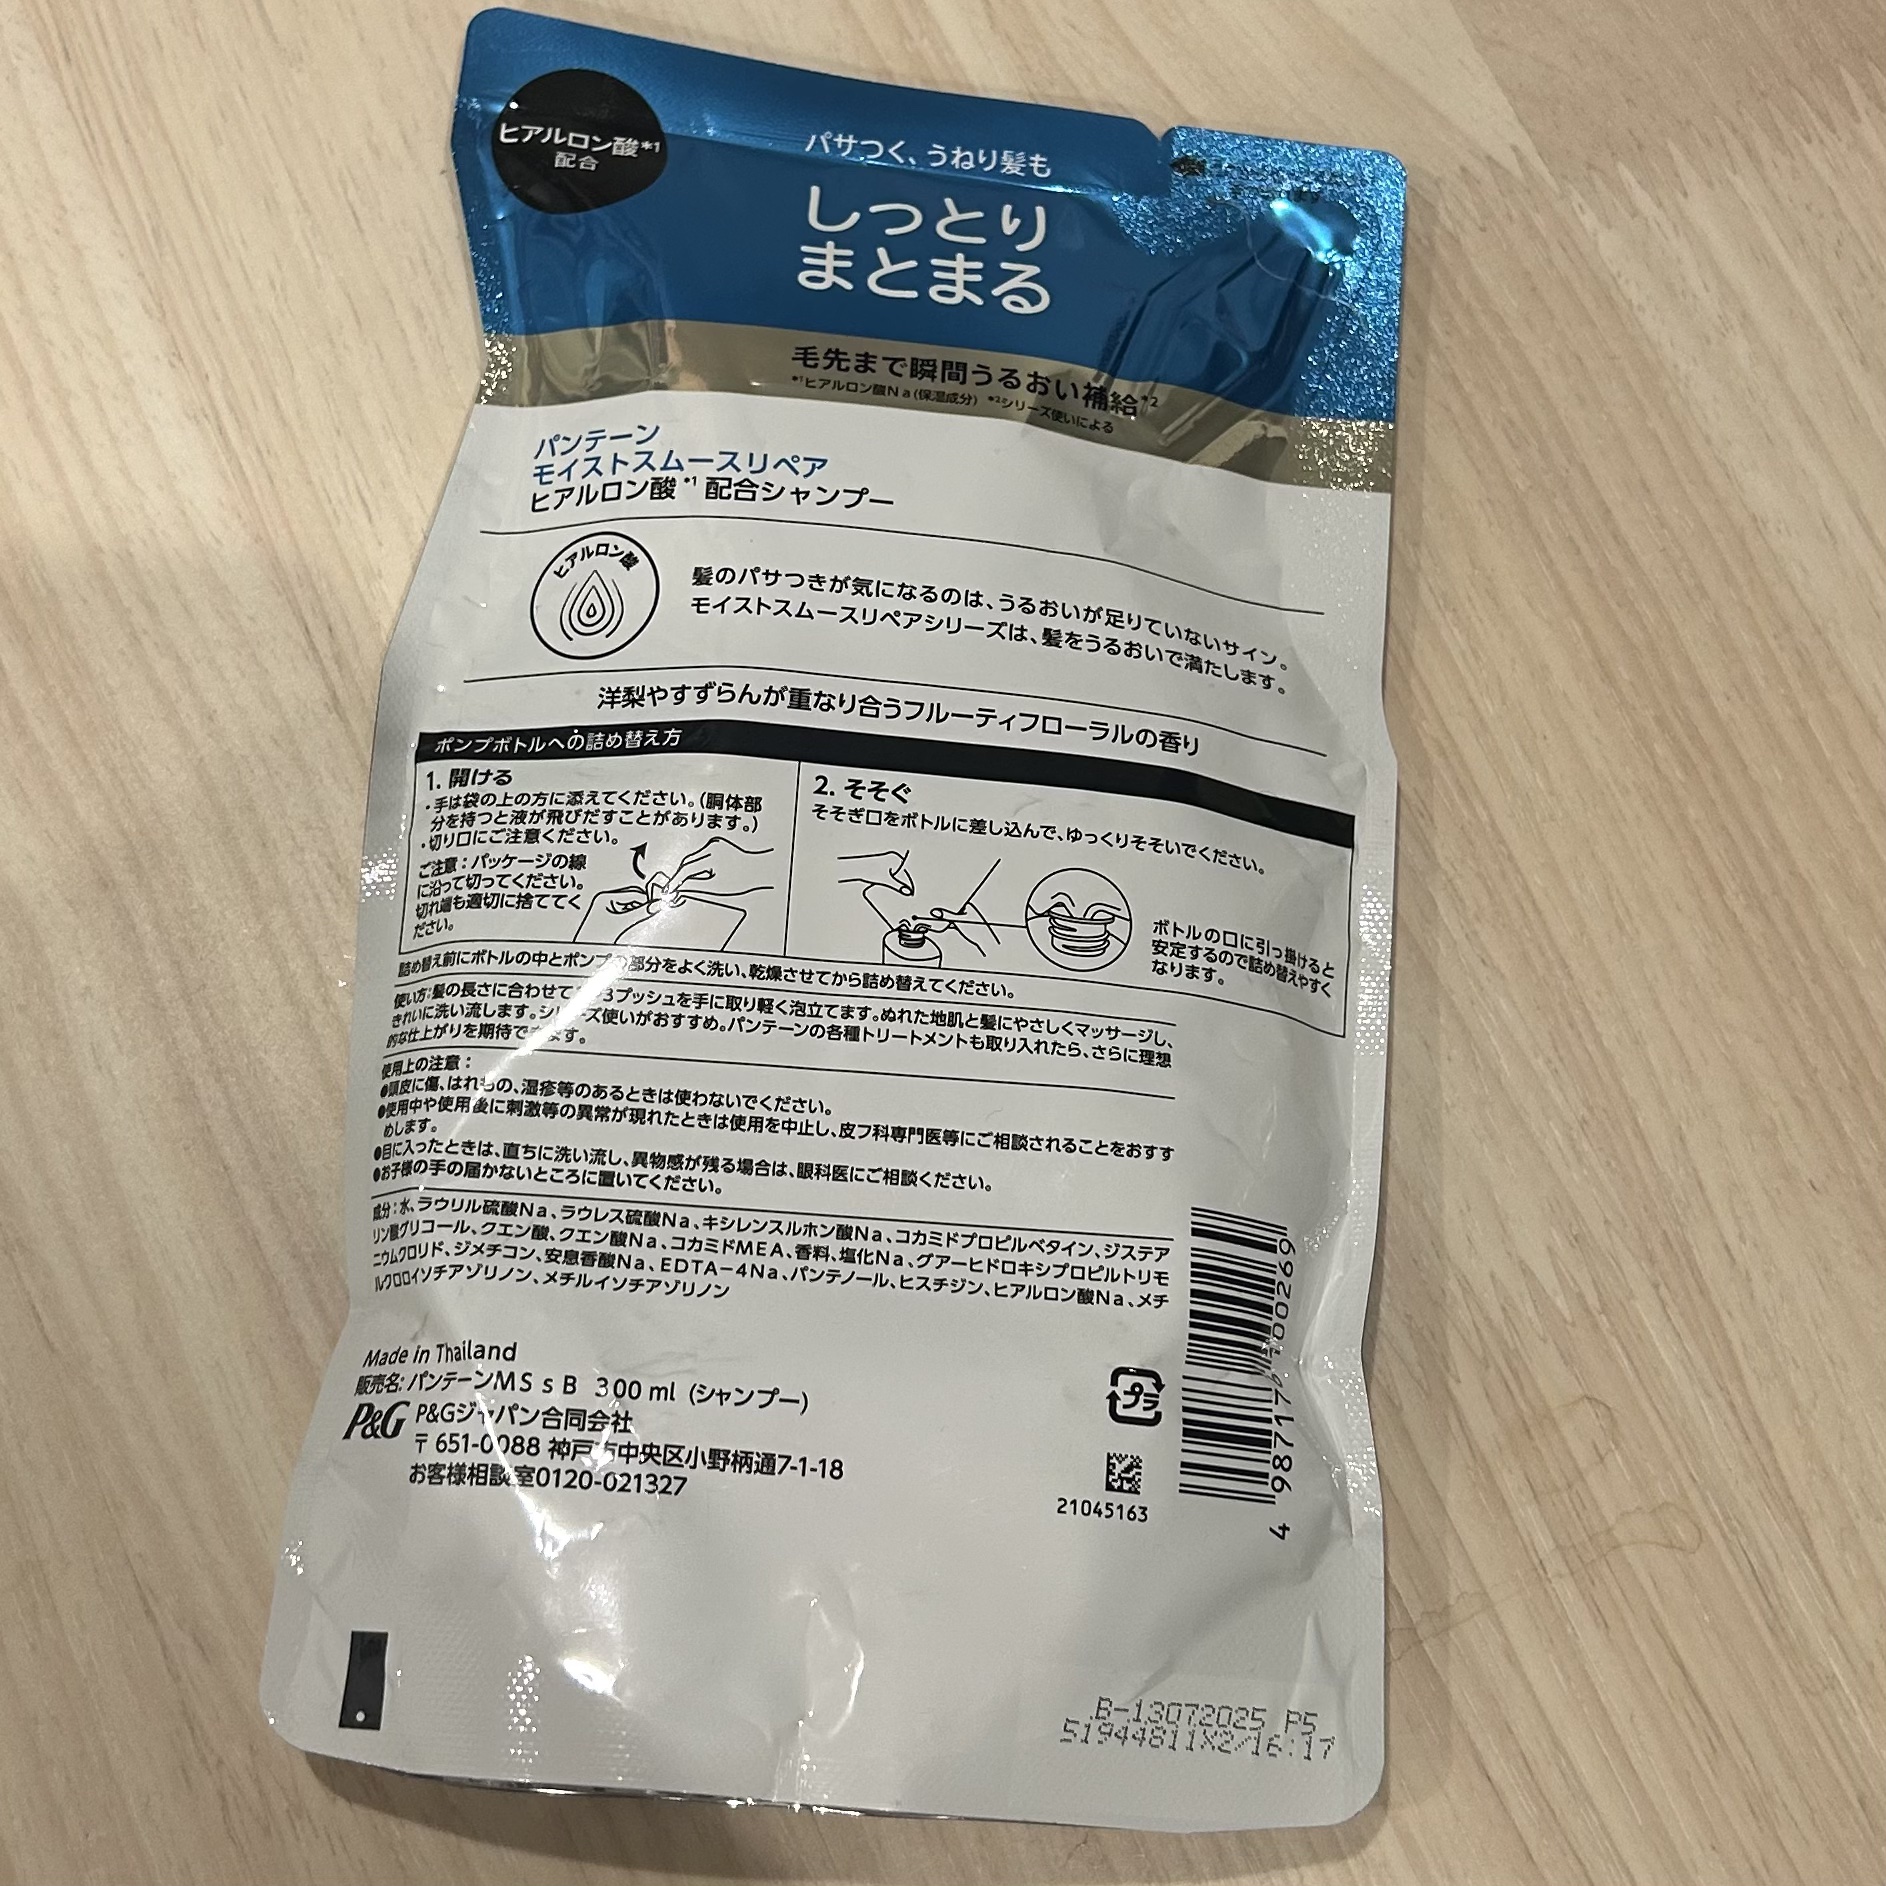 ヒアルロン酸*1
配合
パサつく、うねり髪も
しっとり
まとまる
毛先まで瞬間うるおい補給*2
*1ヒアルロン酸Na(保湿成分) *2シリーズ使いによる
パンテーン
モイストスムースリペア
ヒアルロン酸*1配合シャンプー
ヒアルロン酸
髪のパサつきが気になるのは、うるおいが足りていないサイン。
モイストスムースリペアシリーズは、髪をうるおいで満たします。
洋梨やすずらんが重なり合うフルーティフローラルの香り
ポンプボトルへの詰め替え方
1. 開ける
・手は袋の上の方に添えてください。(胴体部
分を持つと液が飛びだすことがあります。)
・切り口にご注意ください。
ご注意：パッケージの線
に沿って切ってください。
切れ端も適切に捨ててく
ださい。
2. そそぐ
そそぎ口をボトルに差し込んで、ゆっくりそそいでください。
ボトルの口に引っ掛けると
安定するので詰め替えやすく
なります。
詰め替え前にボトルの中とポンプの部分をよく洗い、乾燥させてから詰め替えてください。
使い方：髪の長さに合わせて 3プッシュを手に取り軽く泡立てます。ぬれた地肌と髪にやさしくマッサージし、
きれいに洗い流します。シリーズ使いがおすすめ。パンテーンの各種トリートメントも取り入れたら、さらに理想
的な仕上がりを期待できます。
使用上の注意：
●頭皮に傷、はれもの、湿疹等のあるときは使わないでください。
●使用中や使用後に刺激等の異常が現れたときは使用を中止し、皮フ科専門医等にご相談されることをおすす
めします。
●目に入ったときは、直ちに洗い流し、異物感が残る場合は、眼科医にご相談ください。
●お子様の手の届かないところに置いてください。
成分：水、ラウリル硫酸Na、ラウレス硫酸Na、キシレンスルホン酸Na、コカミドプロピルベタイン、ジステア
リン酸グリコール、クエン酸、クエン酸Na、コカミドMEA、香料、塩化Na、グアーヒドロキシプロピルトリモ
ニウムクロリド、ジメチコン、安息香酸Na、EDTA－4Na、パンテノール、ヒスチジン、ヒアルロン酸Na、メチ
ルクロロイソチアゾリノン、メチルイソチアゾリノン
Made in Thailand
販売名: パンテーンMSsB 300 ml (シャンプー)
P&G P&Gジャパン合同会社
〒651-0088 神戸市中央区小野柄通7-1-18
お客様相談室0120-021327
プラ
21045163
B-13072025 P5
51944811X2/16:17